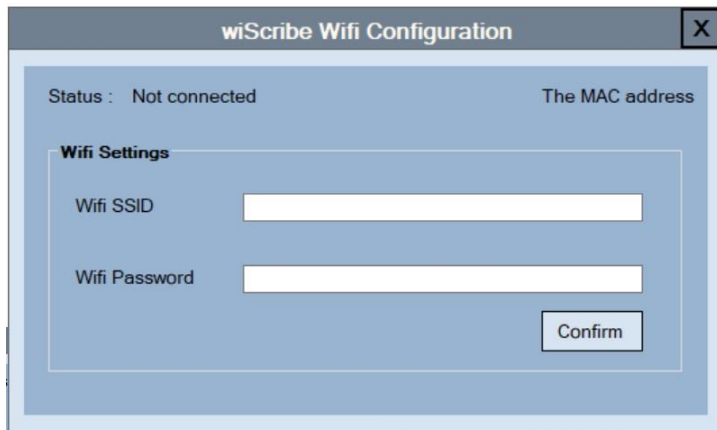 wiScribe Wifi Configuration X
Status : Not connected The MAC address
Wifi Settings
Wifi SSID
Wifi Password
Confirm